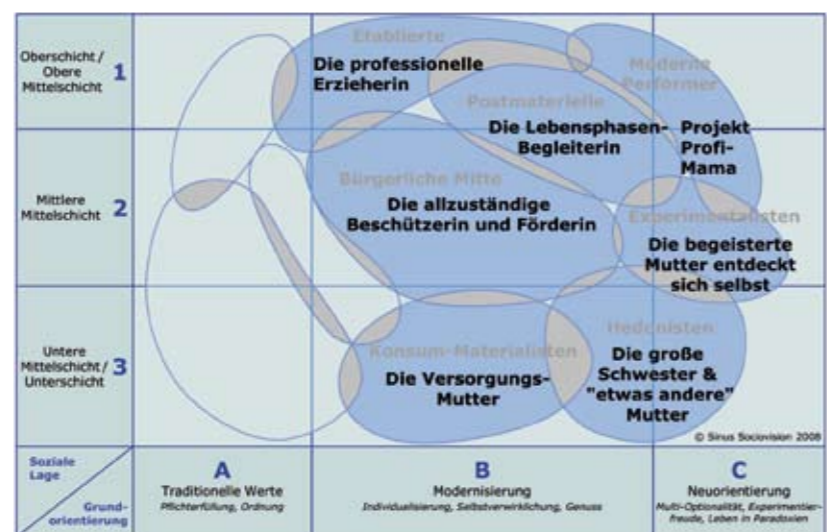 Oberschicht /
Obere
Mittelschicht
1
Etablierte
Die professionelle
Erzieherin
Moderne
Performer
Postmaterielle
Die Lebensphasen-
Begleiterin
Projekt
Profi-
Mama
Mittlere
Mittelschicht
2
Bürgerliche Mitte
Die allzuständige
Beschützerin und Förderin
Experimentalisten
Die begeisterte
Mutter entdeckt
sich selbst
Untere
Mittelschicht /
Unterschicht
3
Konsum-Materialisten
Die Versorgungs-
Mutter
Hedonisten
Die große
Schwester &
"etwas andere"
Mutter
© Sinus Sociovision 2008
Soziale
Lage
Grund-
orientierung
A
Traditionelle Werte
Pflichterfüllung, Ordnung
B
Modernisierung
Individualisierung, Selbstverwirklichung, Genuss
C
Neuorientierung
Multi-Optionalität, Experimentier-
freude, Leben in Paradoxien